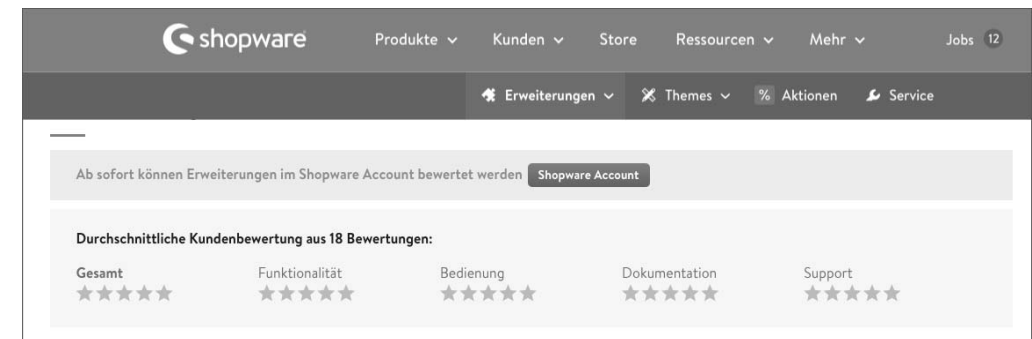 shopware Produkte Kunden Store Ressourcen Mehr Jobs 12
Erweiterungen Themes % Aktionen Service
Ab sofort können Erweiterungen im Shopware Account bewertet werden Shopware Account
Durchschnittliche Kundenbewertung aus 18 Bewertungen:
Gesamt Funktionalität Bedienung Dokumentation Support